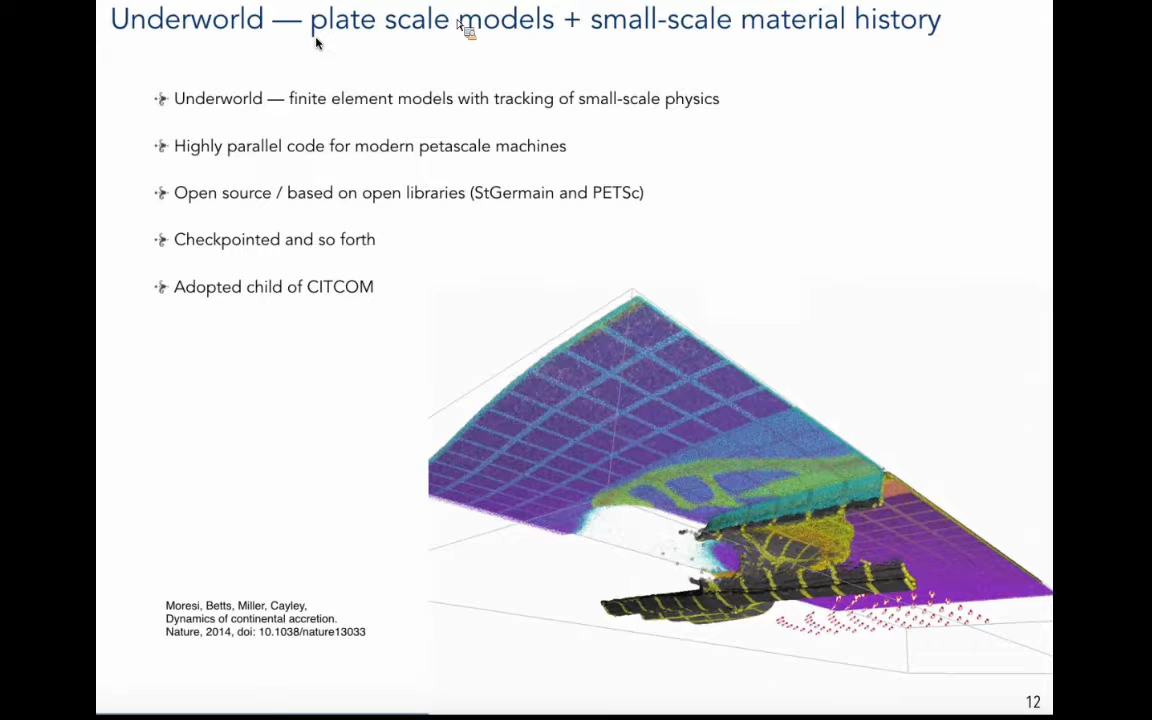 Underworld — plate scale models + small-scale material history
Underworld — finite element models with tracking of small-scale physics
Highly parallel code for modern petascale machines
Open source / based on open libraries (StGermain and PETSc)
Checkpointed and so forth
Adopted child of CITCOM
Moresi, Betts, Miller, Cayley,
Dynamics of continental accretion.
Nature, 2014, doi: 10.1038/nature13033
12